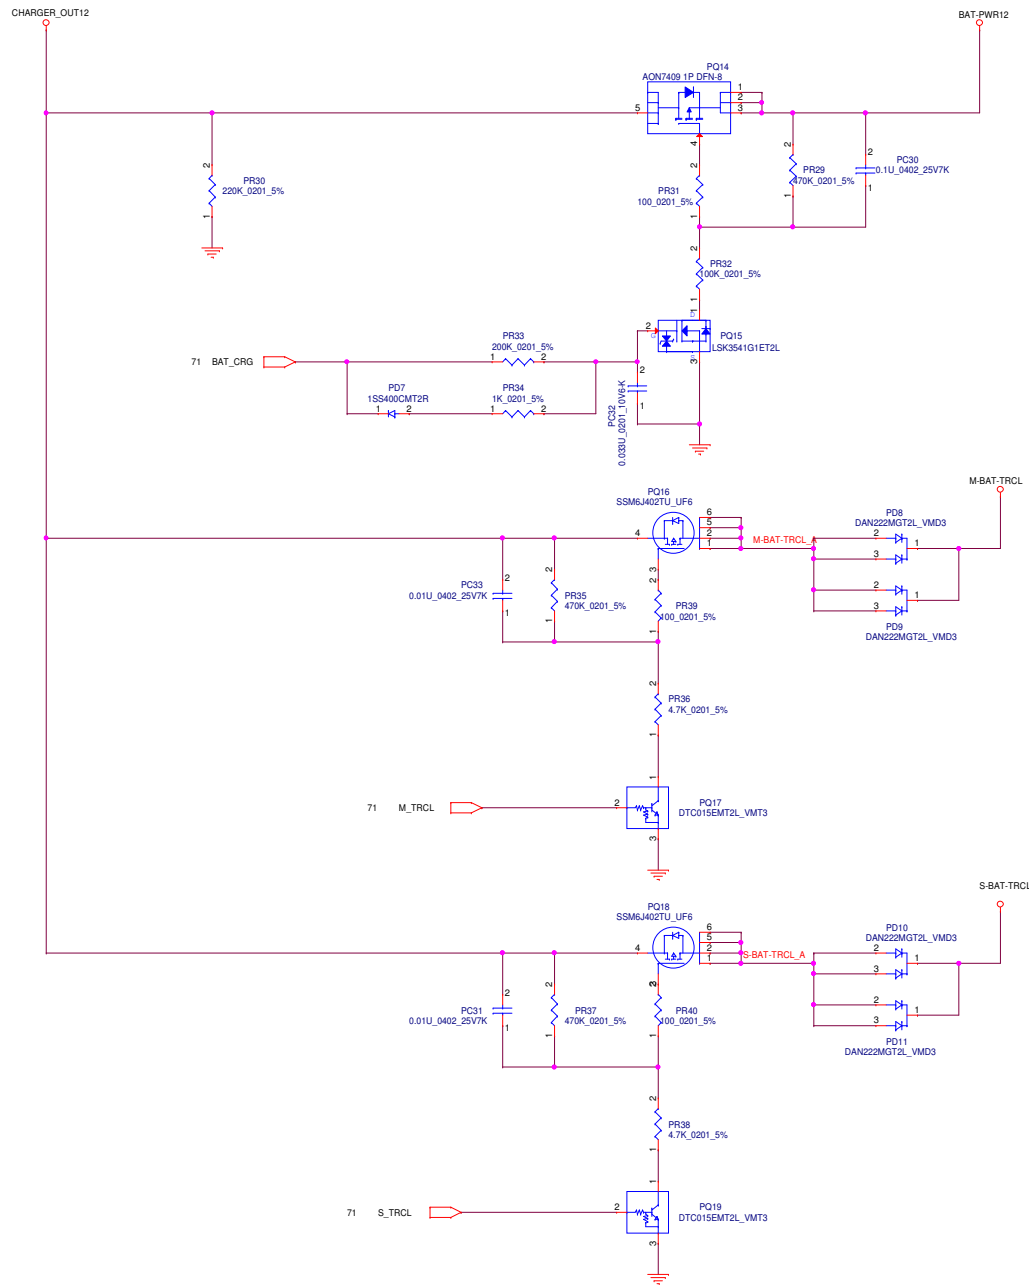 CHARGER_OUT12
BAT-PWR12
PQ14
AON7409 1P DFN-8
5
1
2
3
4
2
PR30
220K_0201_5%
1
2
PR31
100_0201_5%
1
2
PR29
470K_0201_5%
1
2
PC30
0.1U_0402_25V7K
1
2
PR32
100K_0201_5%
1
1
2
PQ15
LSK3541G1ET2L
3
71 BAT_CRG
PR33
200K_0201_5%
1 2
PD7
1SS400CMT2R
1 2
PR34
1K_0201_5%
1 2
2
1
PC32
0.033U_0201_10V6-K
M-BAT-TRCL
PQ16
SSM6J402TU_UF6
4
6
5
2
1
3
M-BAT-TRCL_A
PD8
DAN222MGT2L_VMD3
2
3
1
2
3
1
PD9
DAN222MGT2L_VMD3
2
PC33
0.01U_0402_25V7K
1
2
PR35
470K_0201_5%
1
2
PR39
100_0201_5%
1
2
PR36
4.7K_0201_5%
1
1
71 M_TRCL
2
PQ17
DTC015EMT2L_VMT3
3
S-BAT-TRCL
PQ18
SSM6J402TU_UF6
4
6
5
2
1
3
S-BAT-TRCL_A
PD10
DAN222MGT2L_VMD3
2
3
1
2
3
1
PD11
DAN222MGT2L_VMD3
2
PC31
0.01U_0402_25V7K
1
2
PR37
470K_0201_5%
1
2
PR40
100_0201_5%
1
2
PR38
4.7K_0201_5%
1
1
71 S_TRCL
2
PQ19
DTC015EMT2L_VMT3
3